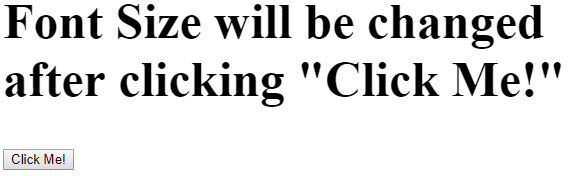 Font Size will be changed
after clicking "Click Me!"
Click Me!